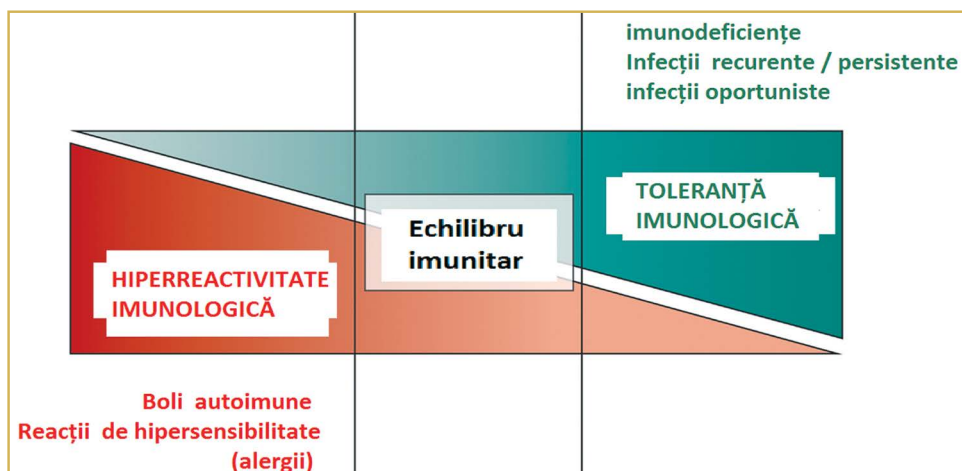 imunodeficiențe
Infecții recurente / persistente
infecții oportuniste
TOLERANȚĂ
IMUNOLOGICĂ
Echilibru
imunitar
HIPERREACTIVITATE
IMUNOLOGICĂ
Boli autoimune
Reacții de hipersensibilitate
(alergii)